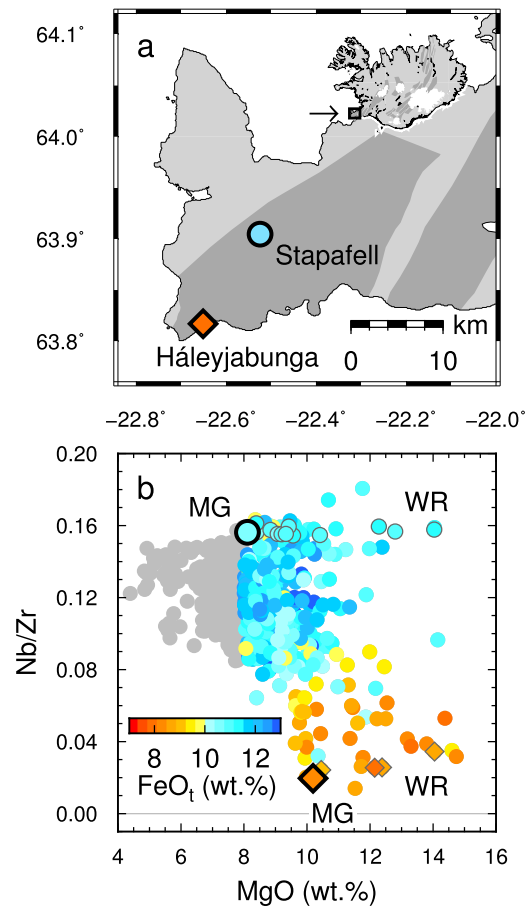 64.1°
64.0°
63.9°
63.8°
a
Stapafell
Háleyjabunga
km
0 10
−22.8° −22.6° −22.4° −22.2° −22.0°
b
MG
WR
0.20
0.16
0.12
0.08
0.04
0.00
Nb/Zr
8 10 12
FeOt (wt.%)
WR
MG
4 6 8 10 12 14 16
MgO (wt.%)